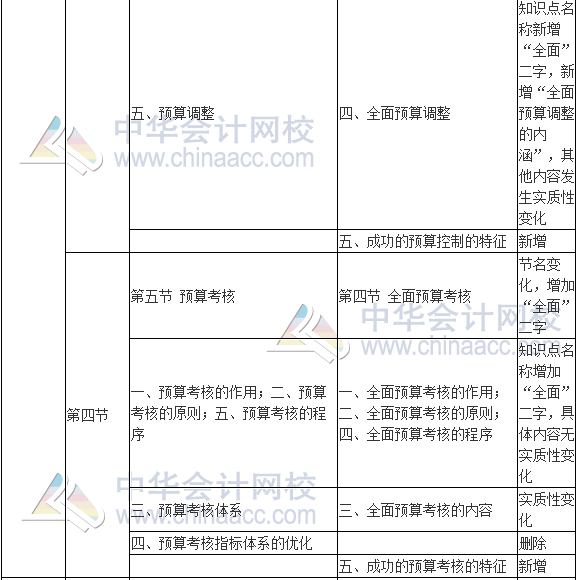 五、预算调整
四、全面预算调整
知识点名
称新增
“全面”
二字，新
增“全面
预算调整
的内
涵”，其
他内容发
生实质性
变化
五、成功的预算控制的特征
新增
第四节
第五节 预算考核
第四节 全面预算考核
节名变
化，增加
“全面”
二字
一、预算考核的作用；二、预算
考核的原则；五、预算考核的程
序
一、全面预算考核的作用；
二、全面预算考核的原则；
四、全面预算考核的程序
知识点名
称增加
“全面”
二字，具
体内容无
实质性变
化
三、预算考核体系
三、全面预算考核的内容
实质性变
化
四、预算考核指标体系的优化
删除
五、成功的预算考核的特征
新增
中华会计网校
www.chinaacc.com
中华会计网校
www.chinaacc.com
中华会计网校
www.chinaacc.com